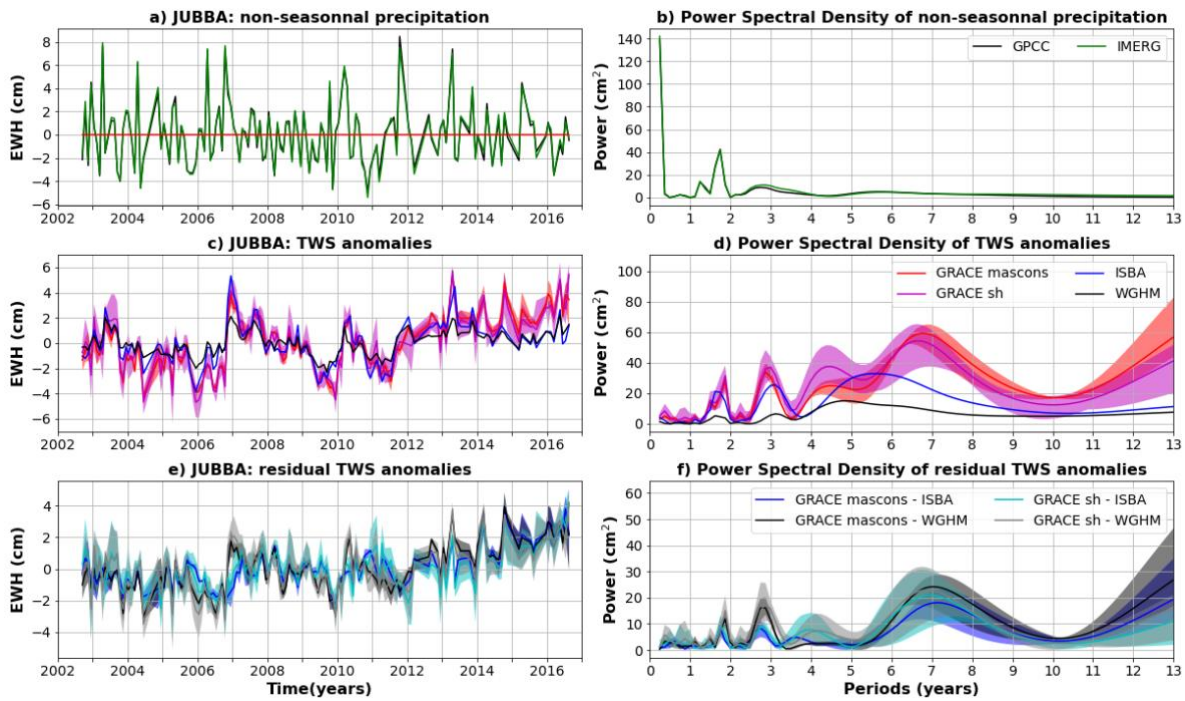 a) JUBBA: non-seasonnal precipitation
EWH (cm)
8
6
4
2
0
−2
−4
−6
2002 2004 2006 2008 2010 2012 2014 2016
b) Power Spectral Density of non-seasonnal precipitation
Power (cm²)
140
120
100
80
60
40
20
0
GPCC IMERG
0 1 2 3 4 5 6 7 8 9 10 11 12 13
c) JUBBA: TWS anomalies
EWH (cm)
6
4
2
0
−2
−4
−6
2002 2004 2006 2008 2010 2012 2014 2016
d) Power Spectral Density of TWS anomalies
Power (cm²)
100
80
60
40
20
0
GRACE mascons ISBA
GRACE sh WGHM
0 1 2 3 4 5 6 7 8 9 10 11 12 13
e) JUBBA: residual TWS anomalies
EWH (cm)
4
2
0
−2
−4
2002 2004 2006 2008 2010 2012 2014 2016
Time(years)
f) Power Spectral Density of residual TWS anomalies
Power (cm²)
60
50
40
30
20
10
0
GRACE mascons - ISBA GRACE sh - ISBA
GRACE mascons - WGHM GRACE sh - WGHM
0 1 2 3 4 5 6 7 8 9 10 11 12 13
Periods (years)